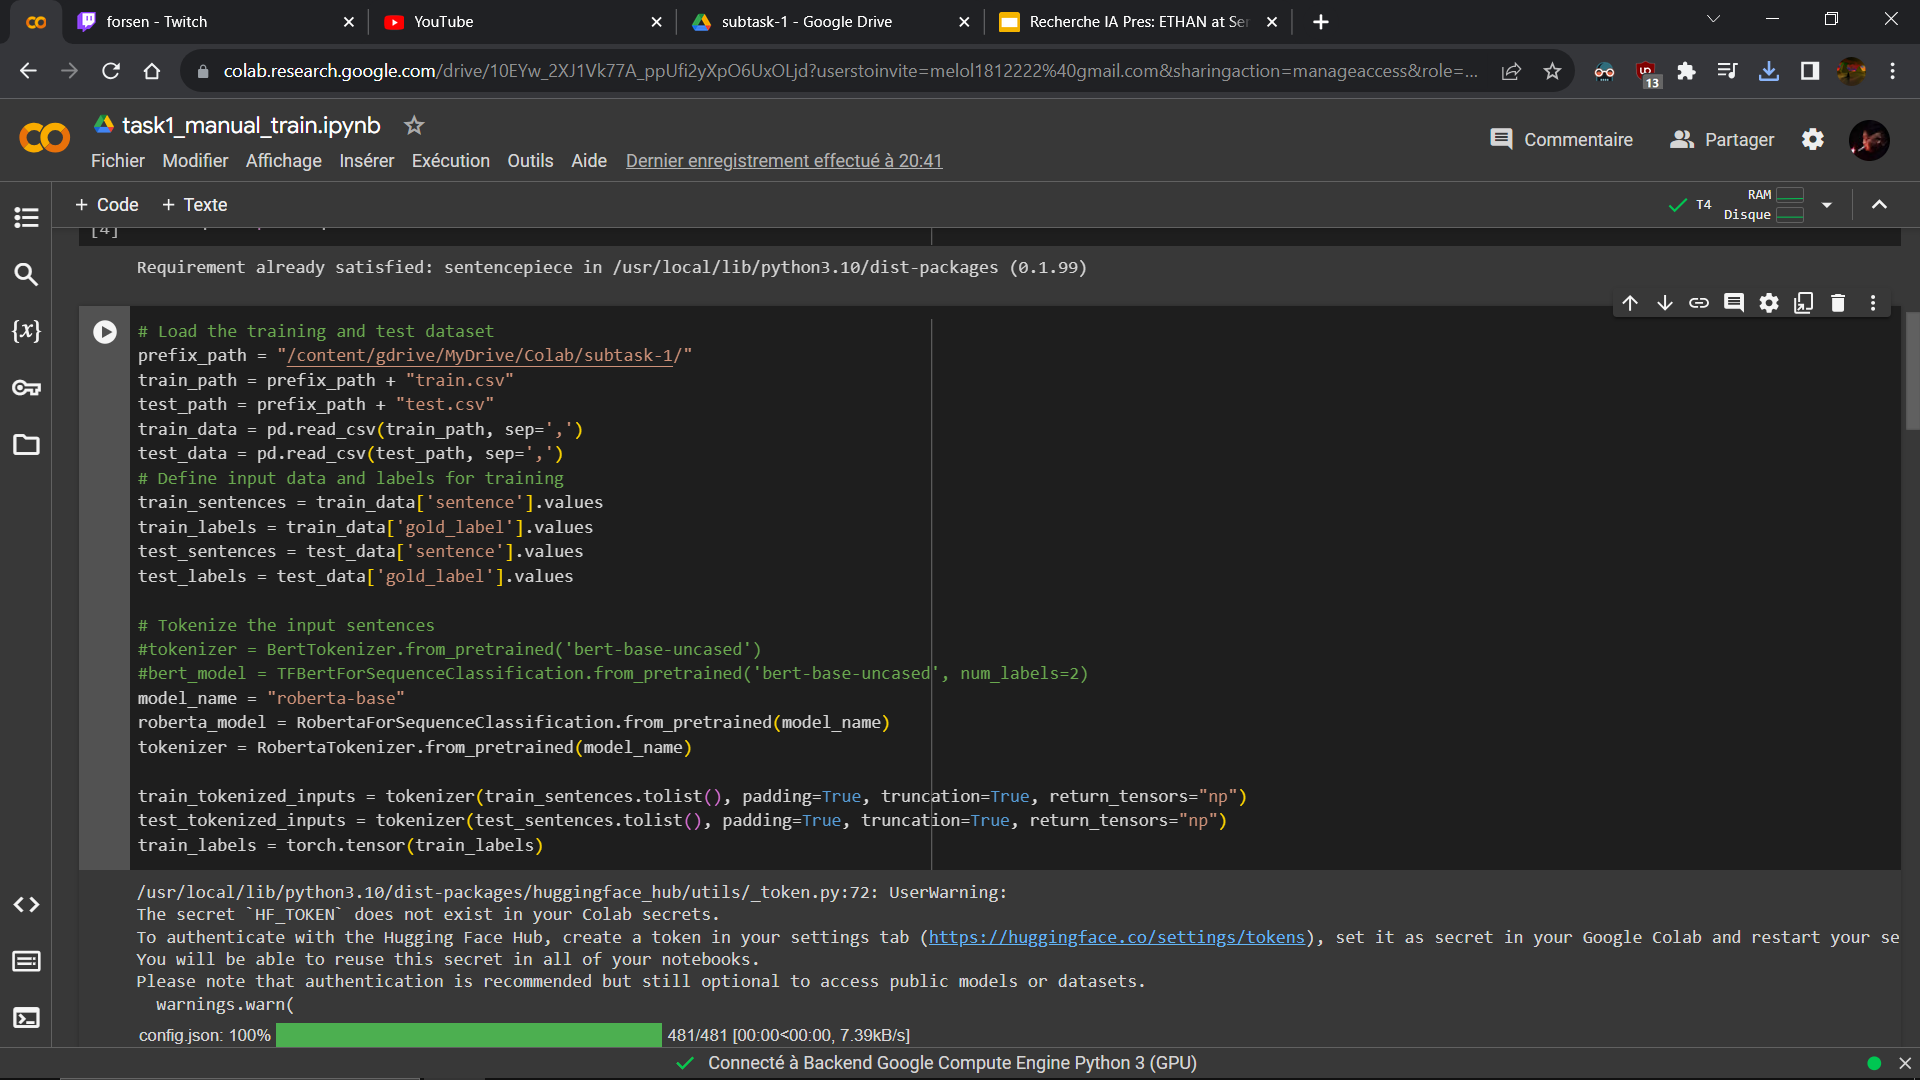 forsen - Twitch
YouTube
subtask-1 - Google Drive
Recherche IA Pres: ETHAN at Se
colab.research.google.com/drive/10EYw_2XJ1Vk77A_ppUfi2yXpO6UxOLjd?userstoinvite=melol1812222%40gmail.com&sharingaction=manageaccess&role=...
13
task1_manual_train.ipynb
Commentaire
Partager
Fichier Modifier Affichage Insérer Exécution Outils Aide Dernier enregistrement effectué à 20:41
+ Code + Texte
T4
RAM
Disque
[4]
Requirement already satisfied: sentencepiece in /usr/local/lib/python3.10/dist-packages (0.1.99)
# Load the training and test dataset
prefix_path = "/content/gdrive/MyDrive/Colab/subtask-1/"
train_path = prefix_path + "train.csv"
test_path = prefix_path + "test.csv"
train_data = pd.read_csv(train_path, sep=',')
test_data = pd.read_csv(test_path, sep=',')
# Define input data and labels for training
train_sentences = train_data['sentence'].values
train_labels = train_data['gold_label'].values
test_sentences = test_data['sentence'].values
test_labels = test_data['gold_label'].values
# Tokenize the input sentences
#tokenizer = BertTokenizer.from_pretrained('bert-base-uncased')
#bert_model = TFBertForSequenceClassification.from_pretrained('bert-base-uncased', num_labels=2)
model_name = "roberta-base"
roberta_model = RobertaForSequenceClassification.from_pretrained(model_name)
tokenizer = RobertaTokenizer.from_pretrained(model_name)
train_tokenized_inputs = tokenizer(train_sentences.tolist(), padding=True, truncation=True, return_tensors="np")
test_tokenized_inputs = tokenizer(test_sentences.tolist(), padding=True, truncation=True, return_tensors="np")
train_labels = torch.tensor(train_labels)
/usr/local/lib/python3.10/dist-packages/huggingface_hub/utils/_token.py:72: UserWarning:
The secret `HF_TOKEN` does not exist in your Colab secrets.
To authenticate with the Hugging Face Hub, create a token in your settings tab (https://huggingface.co/settings/tokens), set it as secret in your Google Colab and restart your se
You will be able to reuse this secret in all of your notebooks.
Please note that authentication is recommended but still optional to access public models or datasets.
warnings.warn(
config.json: 100% 481/481 [00:00<00:00, 7.39kB/s]
Connecté à Backend Google Compute Engine Python 3 (GPU)